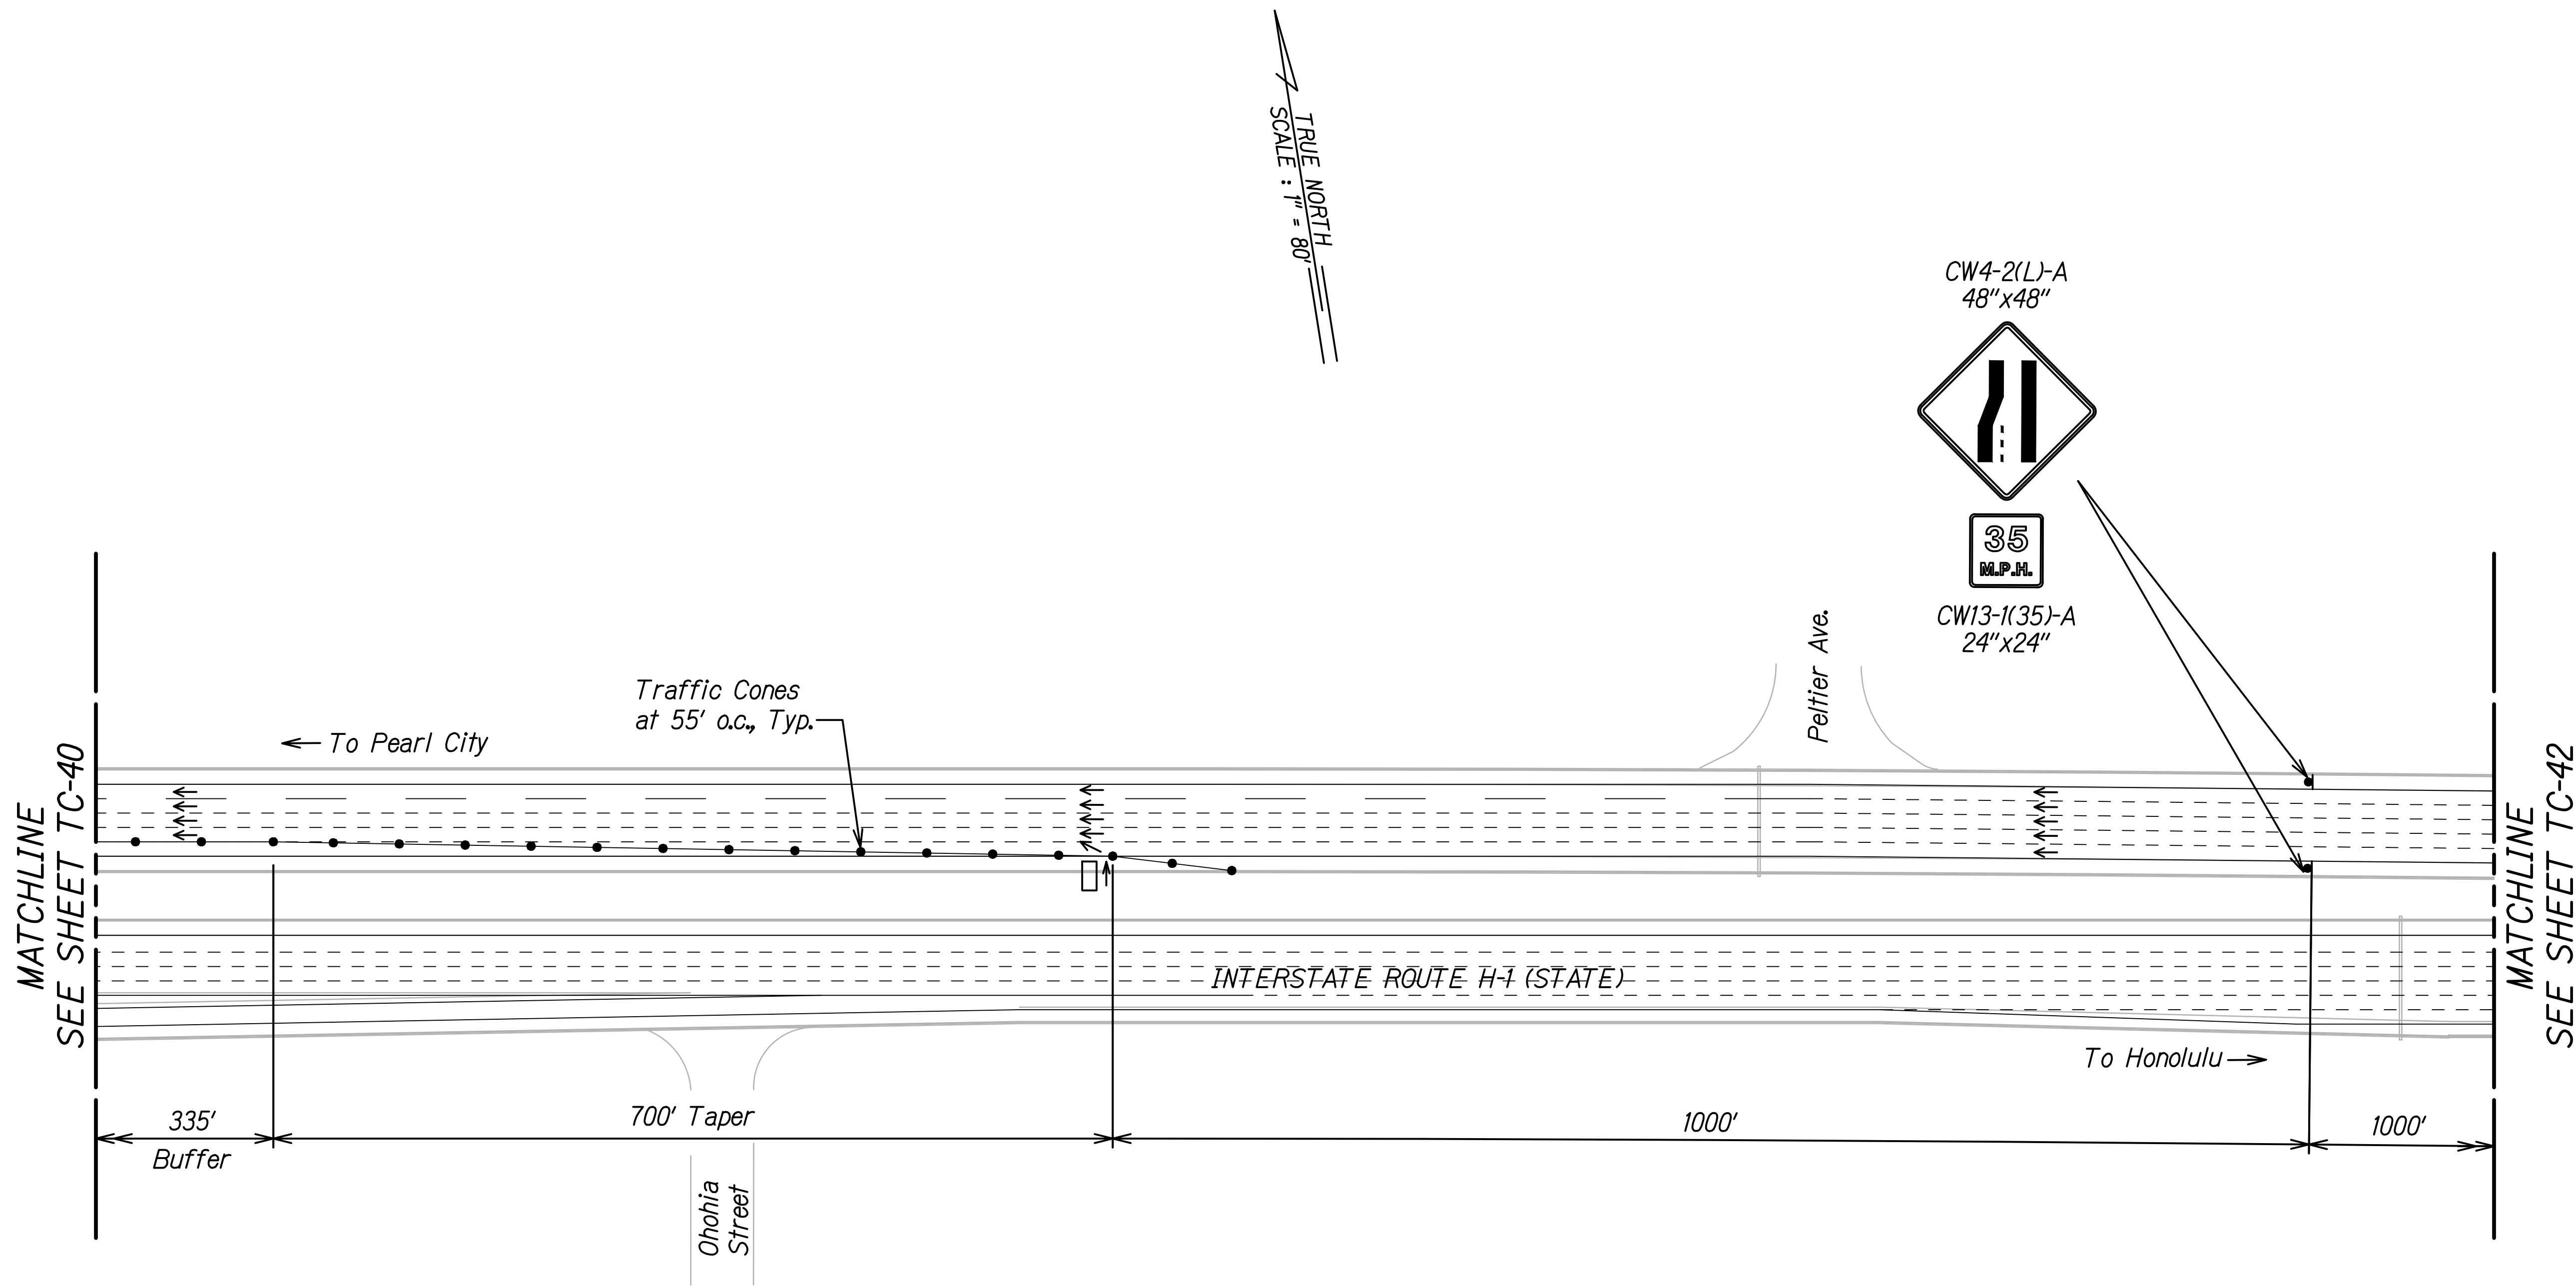 TRUE NORTH
SCALE : 1" = 80'
CW4-2(L)-A
48"x48"
35
M.P.H.
CW13-1(35)-A
24"x24"
Peltier Ave.
Traffic Cones
at 55' o.c., Typ.
To Pearl City
MATCHLINE
SEE SHEET TC-40
MATCHLINE
SEE SHEET TC-42
INTERSTATE ROUTE H-1 (STATE)
To Honolulu
335'
Buffer
700' Taper
1000'
1000'
Ohohia
Street